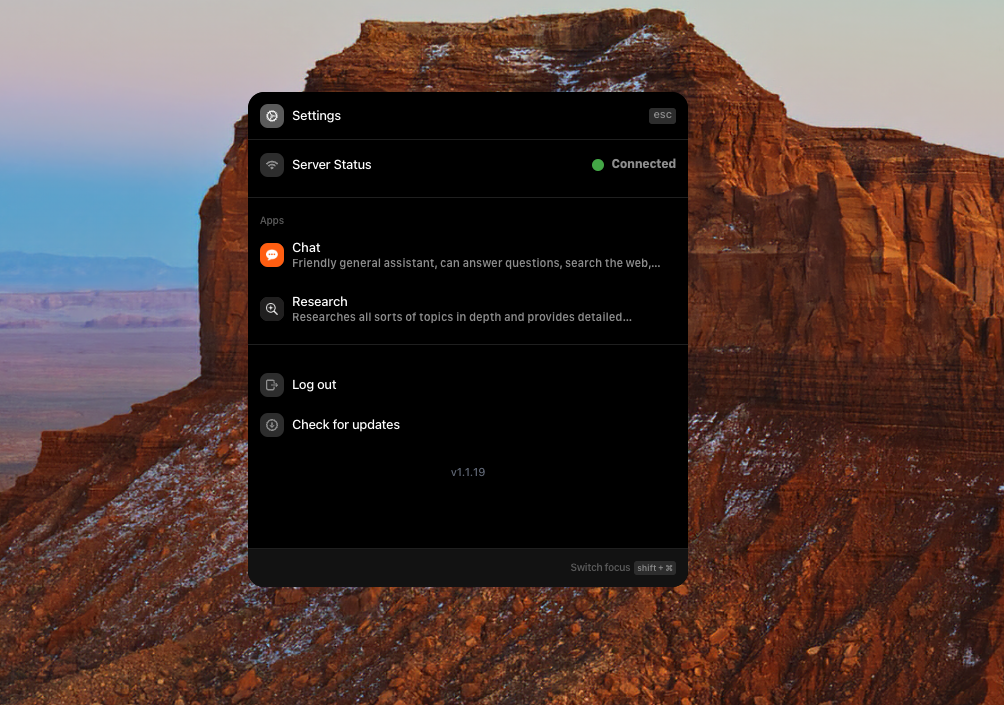 Settings
esc
Server Status
Connected
Apps
Chat
Friendly general assistant, can answer questions, search the web,...
Research
Researches all sorts of topics in depth and provides detailed...
Log out
Check for updates
v1.1.19
Switch focus shift + ⌘